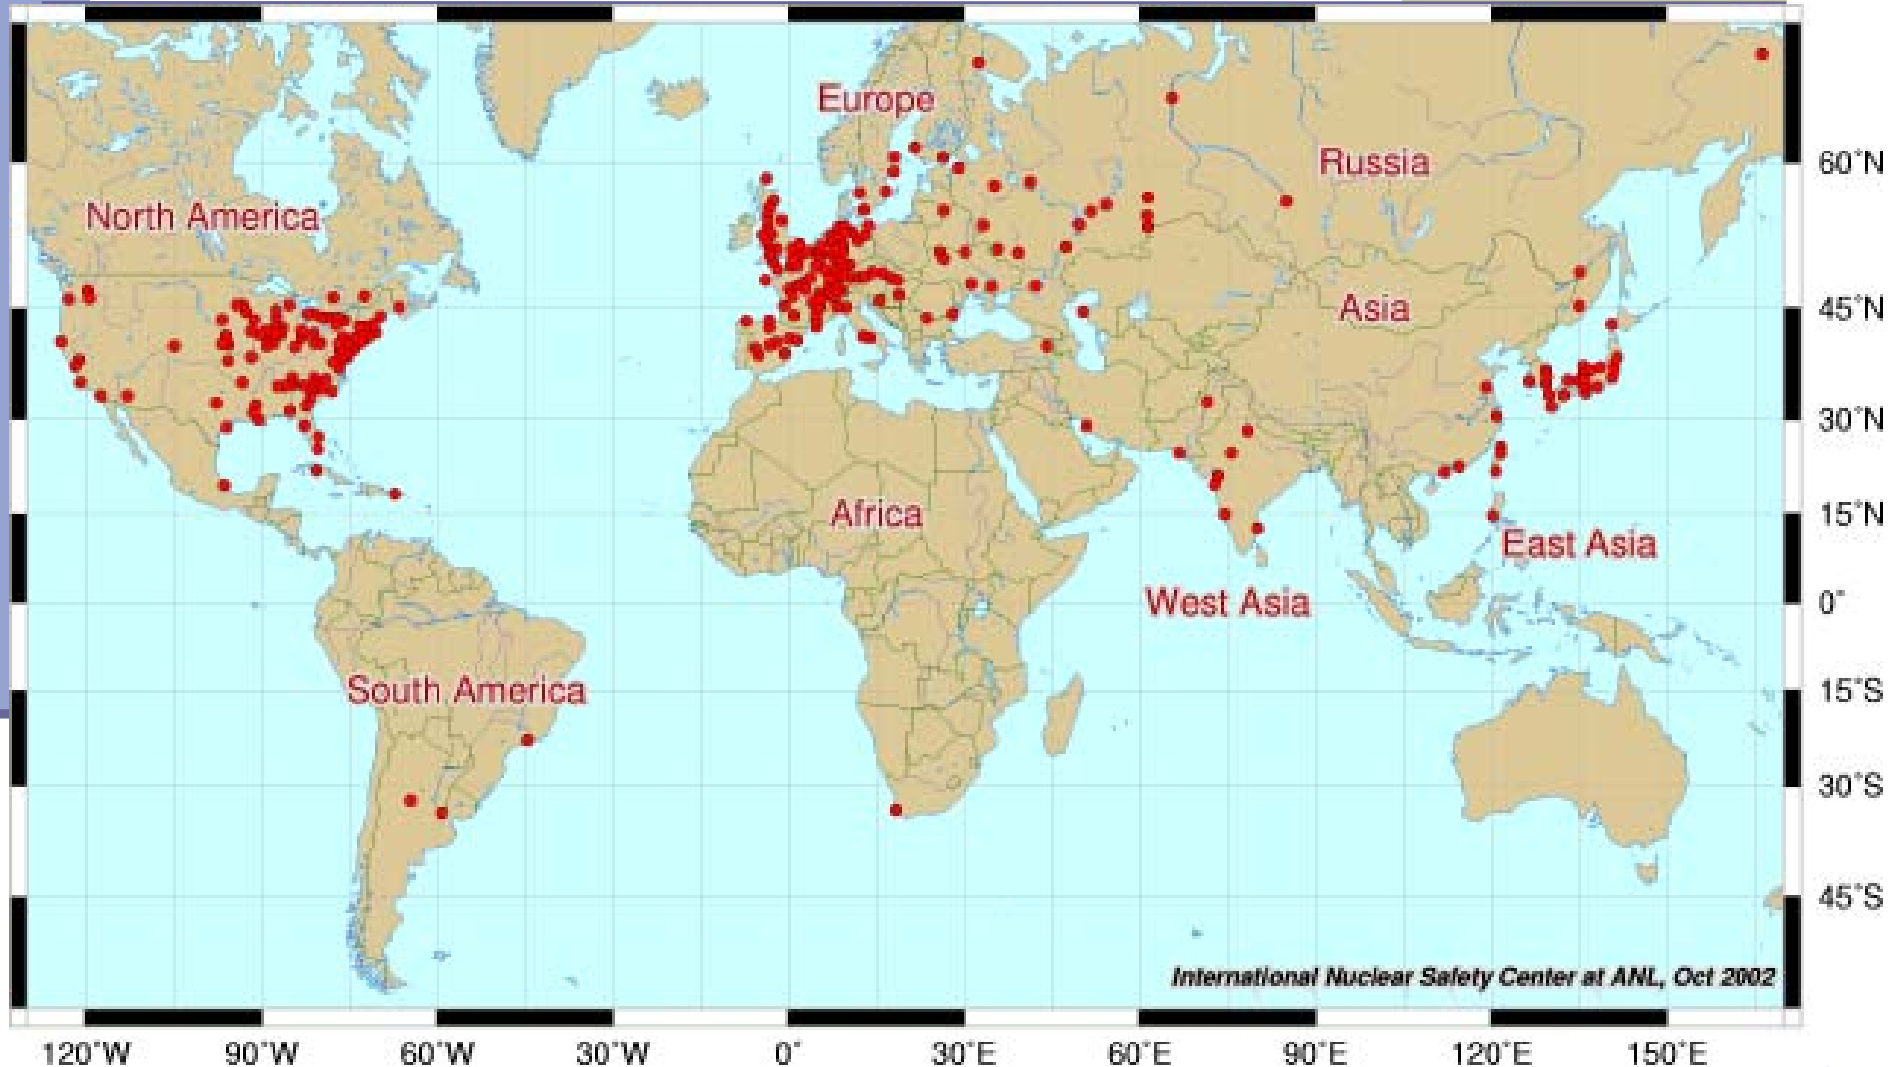 Europe
Russia
60°N
North America
Asia
45°N
30°N
Africa
15°N
East Asia
West Asia
0°
South America
15°S
30°S
45°S
International Nuclear Safety Center at ANL, Oct 2002
120°W 90°W 60°W 30°W 0° 30°E 60°E 90°E 120°E 150°E